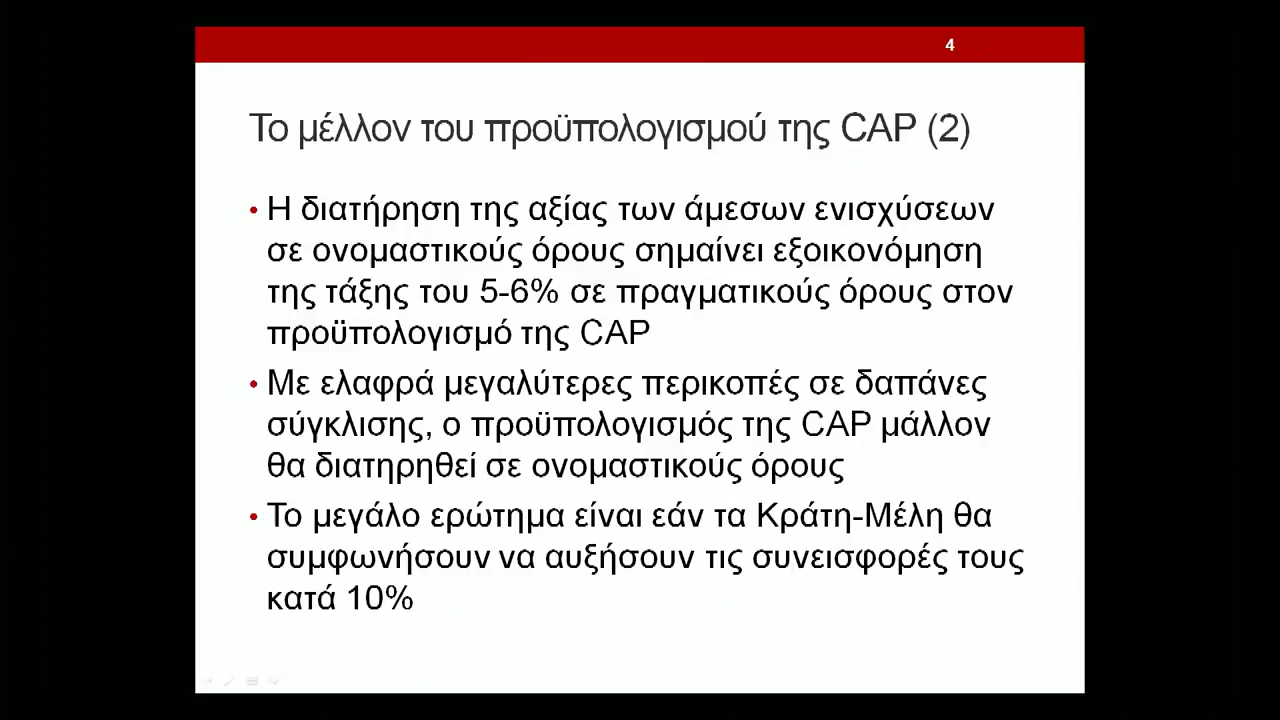 4
Το μέλλον του προϋπολογισμού της CAP (2)
• Η διατήρηση της αξίας των άμεσων ενισχύσεων
σε ονομαστικούς όρους σημαίνει εξοικονόμηση
της τάξης του 5-6% σε πραγματικούς όρους στον
προϋπολογισμό της CAP
• Με ελαφρά μεγαλύτερες περικοπές σε δαπάνες
σύγκλισης, ο προϋπολογισμός της CAP μάλλον
θα διατηρηθεί σε ονομαστικούς όρους
• Το μεγάλο ερώτημα είναι εάν τα Κράτη-Μέλη θα
συμφωνήσουν να αυξήσουν τις συνεισφορές τους
κατά 10%